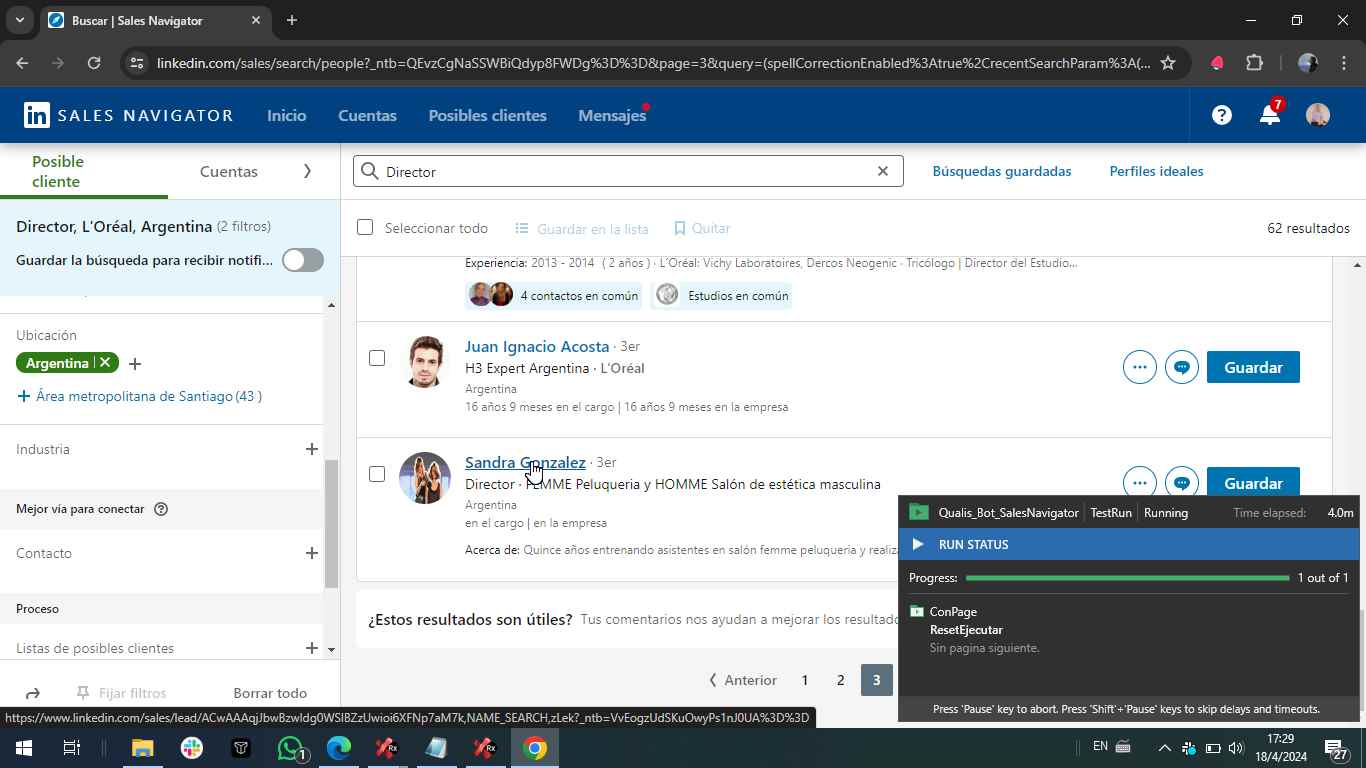 Buscar | Sales Navigator
linkedin.com/sales/search/people?_ntb=QEvzCgNaSSWBiQdyp8FWDg%3D%3D&page=3&query=(spellCorrectionEnabled%3Atrue%2CrecentSearchParam%3A(...
in SALES NAVIGATOR
Inicio
Cuentas
Posibles clientes
Mensajes
7
Posible cliente
Cuentas
Director
Búsquedas guardadas
Perfiles ideales
Director, L'Oréal, Argentina (2 filtros)
Guardar la búsqueda para recibir notifi...
Seleccionar todo
Guardar en la lista
Quitar
62 resultados
Experiencia: 2013 - 2014 ( 2 años ) · L'Oréal: Vichy Laboratoires, Dercos Neogenic · Tricólogo | Director del Estudio...
4 contactos en común
Estudios en común
Ubicación
Argentina
Área metropolitana de Santiago (43 )
Industria
Mejor vía para conectar
Contacto
Proceso
Listas de posibles clientes
Fijar filtros
Borrar todo
Juan Ignacio Acosta · 3er
H3 Expert Argentina · L'Oréal
Argentina
16 años 9 meses en el cargo | 16 años 9 meses en la empresa
Guardar
Sandra Gonzalez · 3er
Director · FEMME Peluqueria y HOMME Salón de estética masculina
Argentina
en el cargo | en la empresa
Acerca de: Quince años entrenando asistentes en salón femme peluquería y realiz
Guardar
¿Estos resultados son útiles? Tus comentarios nos ayudan a mejorar los resultado
Anterior 1 2 3
Qualis_Bot_SalesNavigator TestRun Running Time elapsed: 4.0m
RUN STATUS
Progress: 1 out of 1
ConPage
ResetEjecutar
Sin pagina siguiente.
Press 'Pause' key to abort. Press 'Shift'+'Pause' keys to skip delays and timeouts.
https://www.linkedin.com/sales/lead/ACwAAAqjJbwBzwIdg0WSI8ZzUwioi6XFNp7aM7k,NAME_SEARCH,zLek?_ntb=VvEogzUdSKuOwyPs1nJ0UA%3D%3D
1
Rx
Rx
EN
17:29
18/4/2024
27